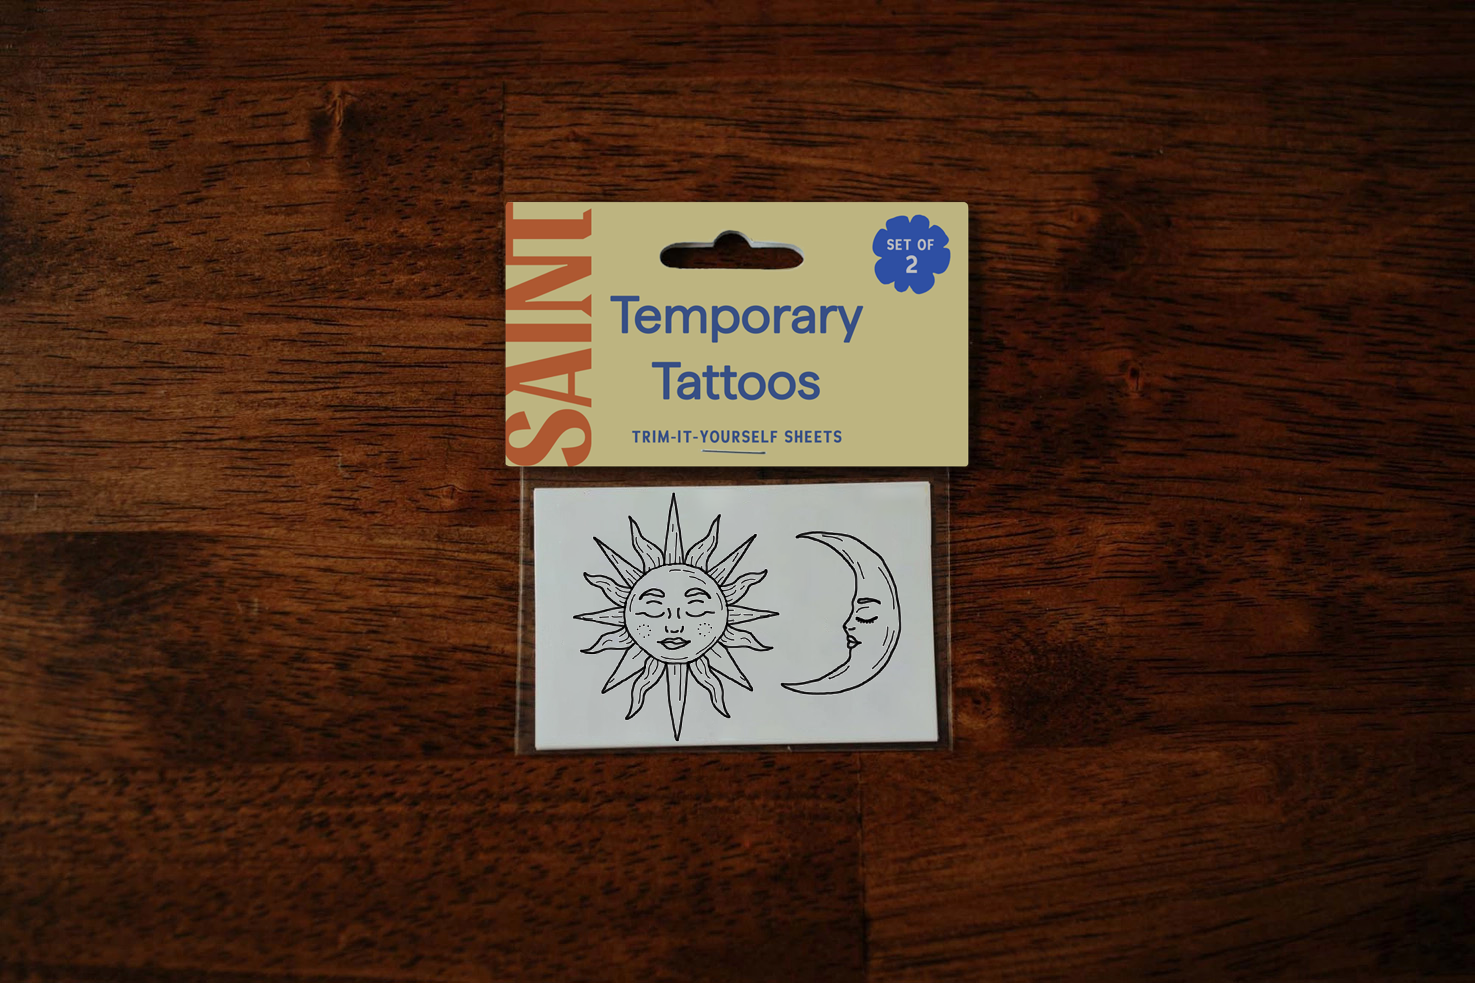 SAINT
SET OF
2
Temporary
Tattoos
TRIM-IT-YOURSELF SHEETS